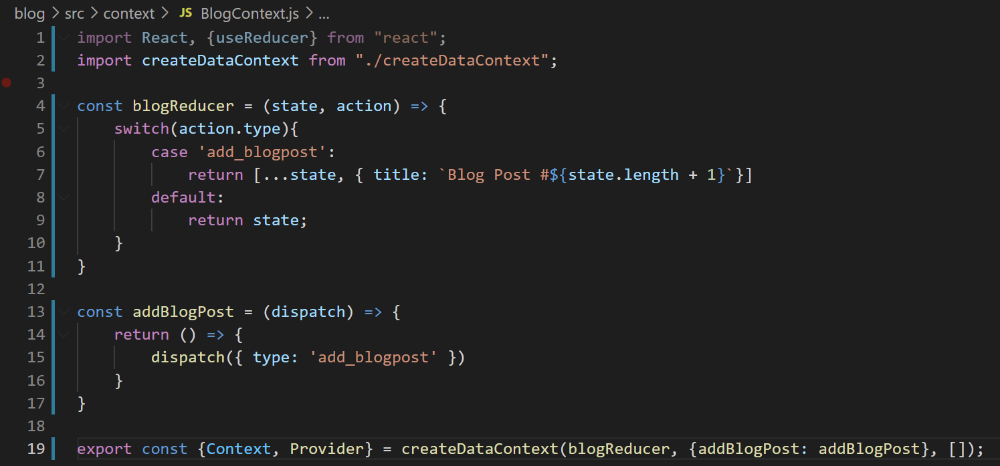 blog > src > context > JS BlogContext.js > ...
1 import React, {useReducer} from "react";
2 import createDataContext from "./createDataContext";
3
4 const blogReducer = (state, action) => {
5     switch(action.type){
6         case 'add_blogpost':
7             return [...state, { title: `Blog Post #${state.length + 1}`}]
8         default:
9             return state;
10     }
11 }
12
13 const addBlogPost = (dispatch) => {
14     return () => {
15         dispatch({ type: 'add_blogpost' })
16     }
17 }
18
19 export const {Context, Provider} = createDataContext(blogReducer, {addBlogPost: addBlogPost}, []);